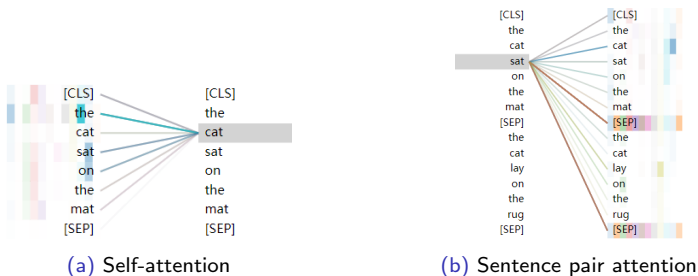 [CLS]
the
cat
sat
on
the
mat
[SEP]
[CLS]
the
cat
sat
on
the
mat
[SEP]
(a) Self-attention
[CLS]
the
cat
sat
on
the
mat
[SEP]
the
cat
lay
on
the
rug
[SEP]
[CLS]
the
cat
sat
on
the
mat
[SEP]
the
cat
lay
on
the
rug
[SEP]
(b) Sentence pair attention